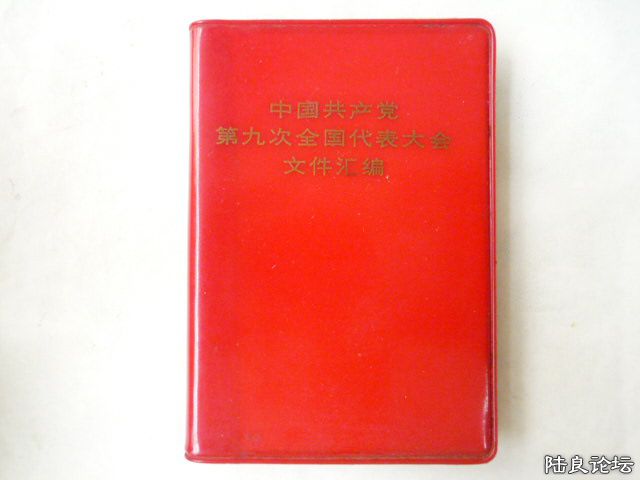 中国共产党
第九次全国代表大会
文件汇编
陆良论坛